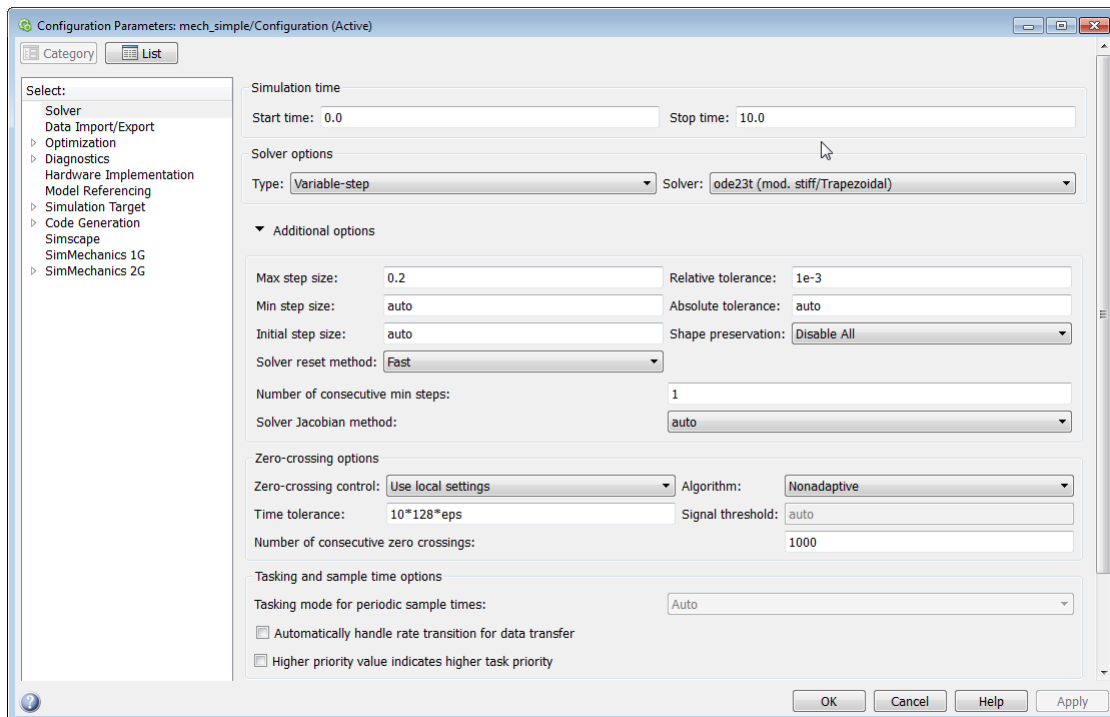 Configuration Parameters: mech_simple/Configuration (Active)
Category List
Select:
Solver
Data Import/Export
Optimization
Diagnostics
Hardware Implementation
Model Referencing
Simulation Target
Code Generation
Simscape
SimMechanics 1G
SimMechanics 2G
Simulation time
Start time: 0.0 Stop time: 10.0
Solver options
Type: Variable-step Solver: ode23t (mod. stiff/Trapezoidal)
Additional options
Max step size: 0.2 Relative tolerance: 1e-3
Min step size: auto Absolute tolerance: auto
Initial step size: auto Shape preservation: Disable All
Solver reset method: Fast
Number of consecutive min steps: 1
Solver Jacobian method: auto
Zero-crossing options
Zero-crossing control: Use local settings Algorithm: Nonadaptive
Time tolerance: 10*128*eps Signal threshold: auto
Number of consecutive zero crossings: 1000
Tasking and sample time options
Tasking mode for periodic sample times: Auto
Automatically handle rate transition for data transfer
Higher priority value indicates higher task priority
OK Cancel Help Apply